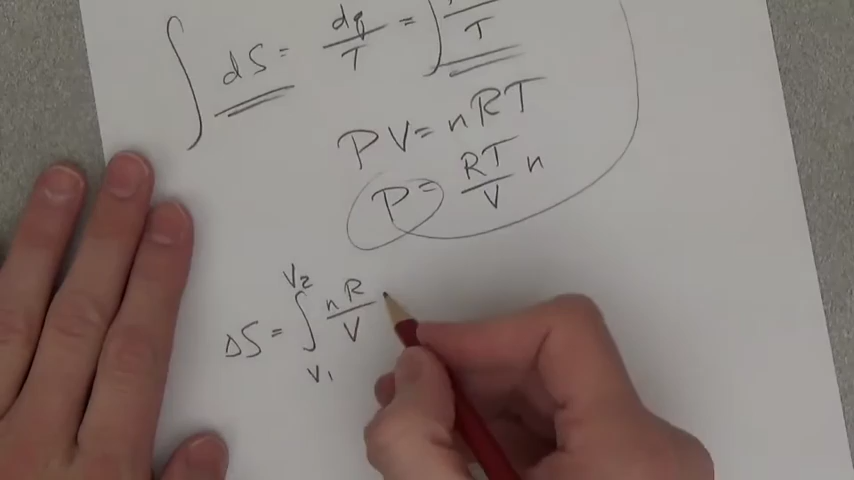 ∫ dS = dq/T = ∫ /T
PV = nRT
P = RT/V n
ΔS = ∫ V₁ V₂ nR/V